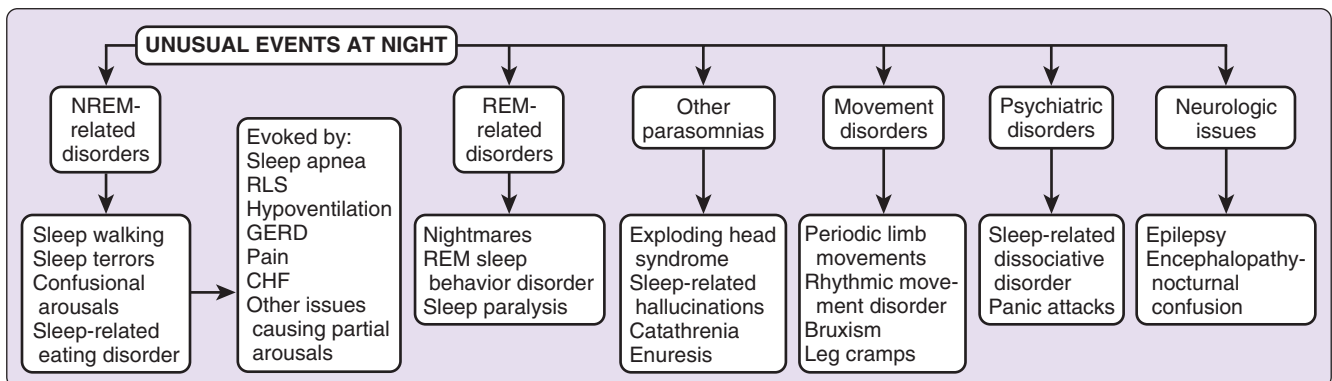 UNUSUAL EVENTS AT NIGHT
NREM-
related
disorders
Sleep walking
Sleep terrors
Confusional
arousals
Sleep-related
eating disorder
Evoked by:
Sleep apnea
RLS
Hypoventilation
GERD
Pain
CHF
Other issues
causing partial
arousals
REM-
related
disorders
Nightmares
REM sleep
behavior disorder
Sleep paralysis
Other
parasomnias
Exploding head
syndrome
Sleep-related
hallucinations
Catathrenia
Enuresis
Movement
disorders
Periodic limb
movements
Rhythmic move-
ment disorder
Bruxism
Leg cramps
Psychiatric
disorders
Sleep-related
dissociative
disorder
Panic attacks
Neurologic
issues
Epilepsy
Encephalopathy-
nocturnal
confusion